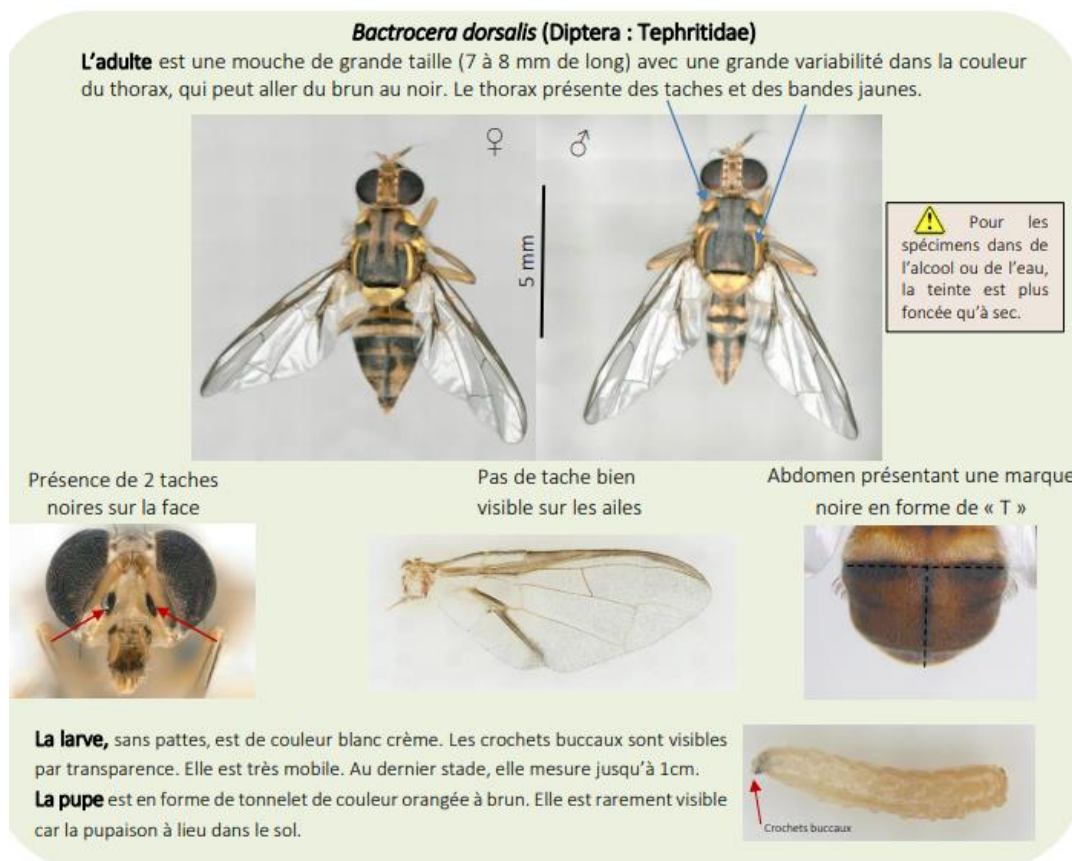 Bactrocera dorsalis (Diptera : Tephritidae)
L'adulte est une mouche de grande taille (7 à 8 mm de long) avec une grande variabilité dans la couleur
du thorax, qui peut aller du brun au noir. Le thorax présente des taches et des bandes jaunes.
♀
♂
5 mm
Pour les
spécimens dans de
l'alcool ou de l'eau,
la teinte est plus
foncée qu'à sec.
Présence de 2 taches
noires sur la face
Pas de tache bien
visible sur les ailes
Abdomen présentant une marque
noire en forme de « T »
La larve, sans pattes, est de couleur blanc crème. Les crochets buccaux sont visibles
par transparence. Elle est très mobile. Au dernier stade, elle mesure jusqu'à 1cm.
La pupe est en forme de tonnelet de couleur orangée à brun. Elle est rarement visible
car la pupaison à lieu dans le sol.
Crochets buccaux